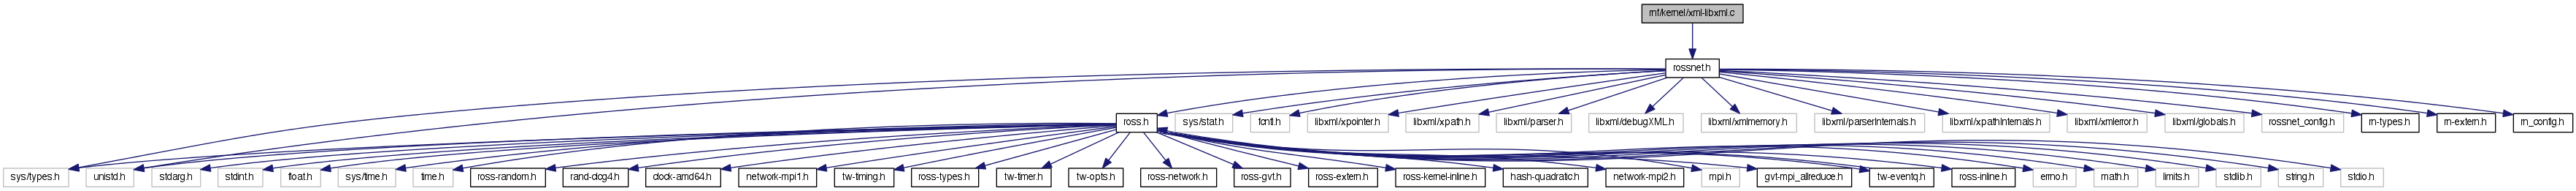 rnf/kernel/xml-libxml.c
rossnet.h
ross.h
sys/stat.h
fcntl.h
libxml/xpointer.h
libxml/xpath.h
libxml/parser.h
libxml/debugXML.h
libxml/xmlmemory.h
libxml/parserInternals.h
libxml/xpathInternals.h
libxml/xmlerror.h
libxml/globals.h
rossnet_config.h
rn-types.h
rn-extern.h
rn_config.h
sys/types.h
unistd.h
stdarg.h
stdint.h
float.h
sys/time.h
time.h
ross-random.h
rand-clcg4.h
clock-amd64.h
network-mpi1.h
tw-timing.h
ross-types.h
tw-timer.h
tw-opts.h
ross-network.h
ross-gvt.h
ross-extern.h
ross-kernel-inline.h
hash-quadratic.h
network-mpi2.h
mpi.h
gvt-mpi_allreduce.h
tw-eventq.h
ross-inline.h
errno.h
math.h
limits.h
stdlib.h
string.h
stdio.h